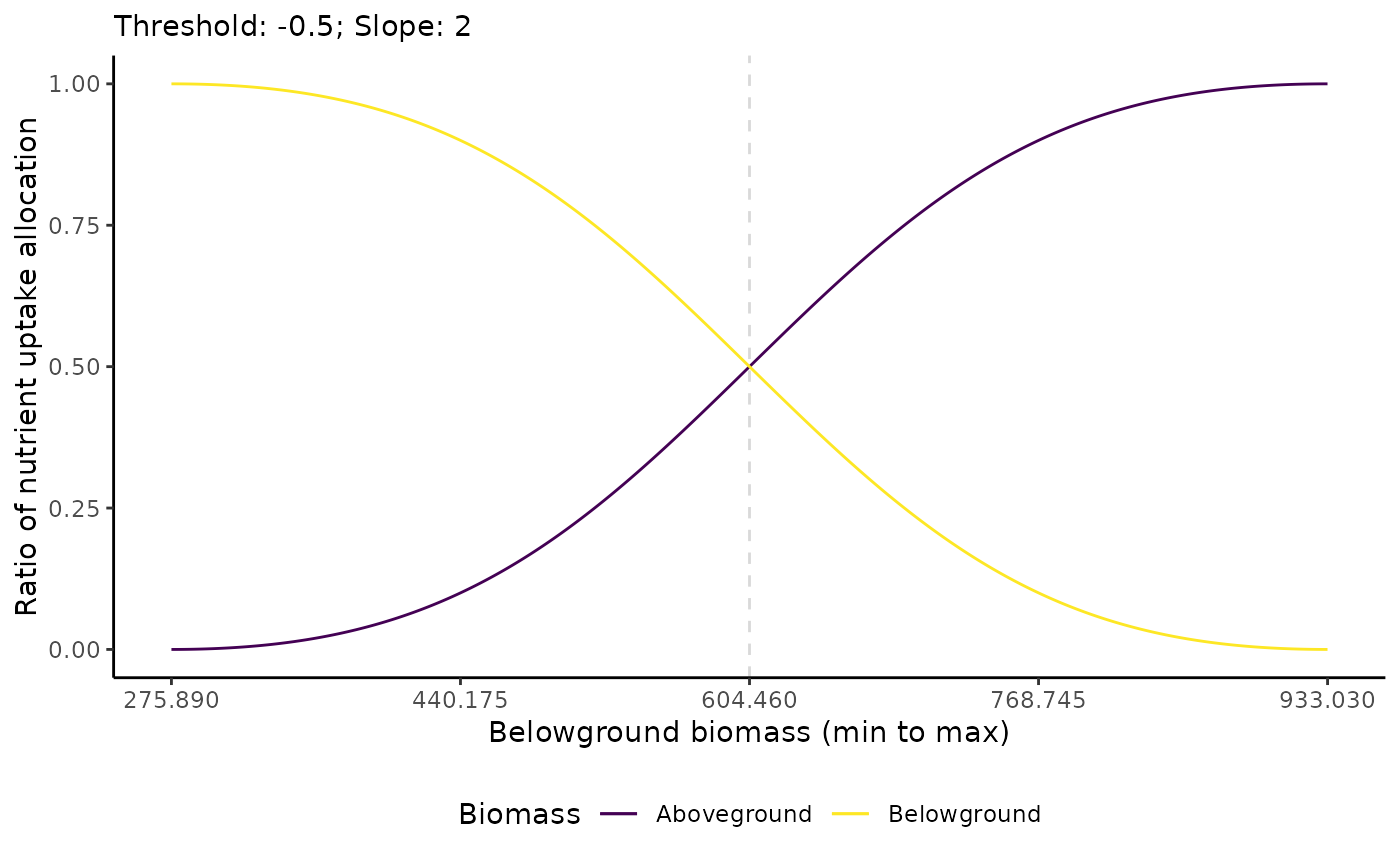 Threshold: -0.5; Slope: 2
Ratio of nutrient uptake allocation
1.00
0.75
0.50
0.25
0.00
275.890 440.175 604.460 768.745 933.030
Belowground biomass (min to max)
Biomass Aboveground Belowground